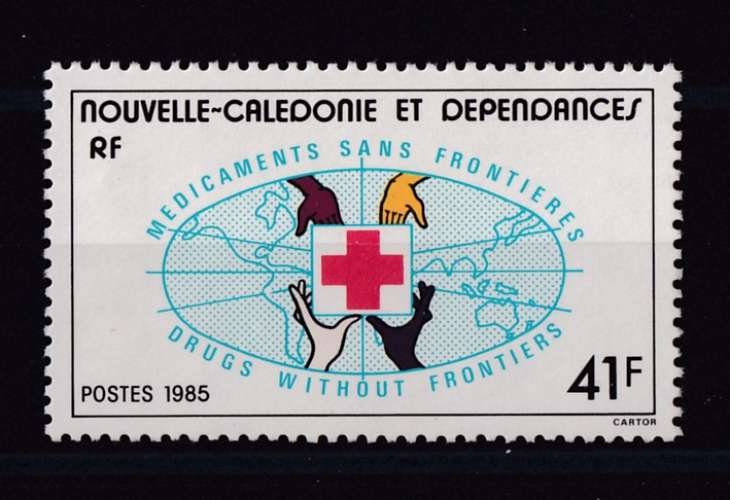 NOUVELLE~CALEDONIE ET DEPENDANCES
RF
MEDICAMENTS SANS FRONTIERES
DRUGS WITHOUT FRONTIERS
POSTES 1985
41F
CARTOR